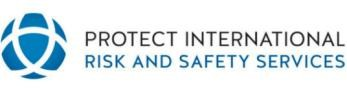 PROTECT INTERNATIONAL
RISK AND SAFETY SERVICES